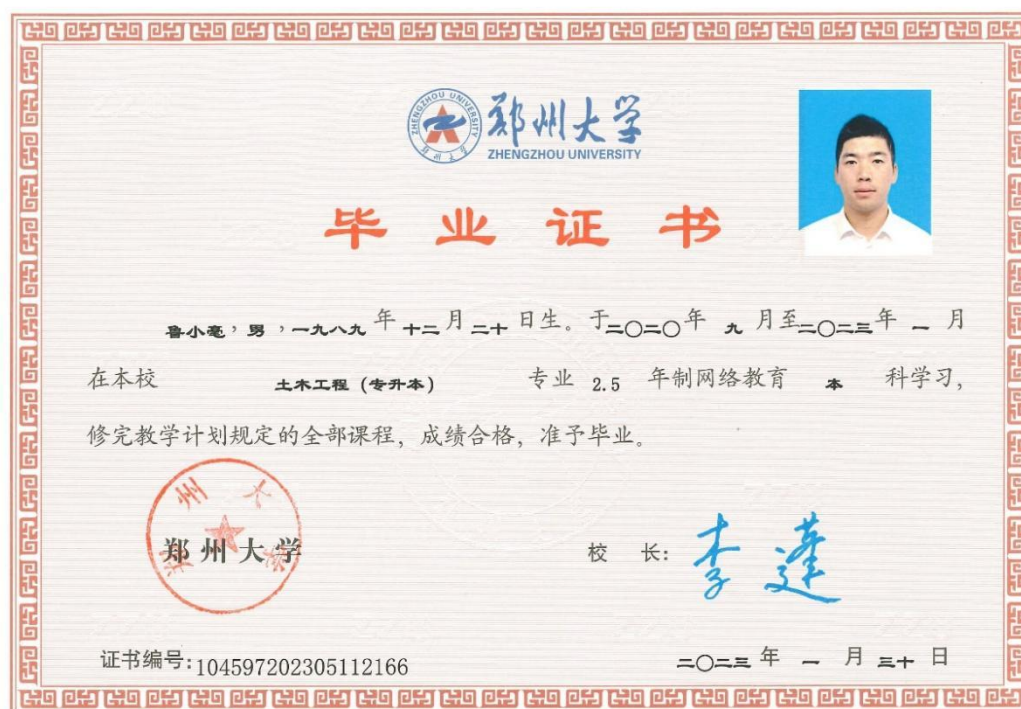 ZHENGZHOU UNIVERSITY
郑州大学
ZHENGZHOU UNIVERSITY
毕业证书
鲁小亳，男，一九八九年十二月二十日生。于二〇二〇年九月至二〇二三年一月
在本校 土木工程（专升本） 专业 2.5 年制网络教育 本 科学习，
修完教学计划规定的全部课程，成绩合格，准予毕业。
郑州大学
郑州大学
校 长：李蓬
证书编号：104597202305112166
二〇二三年一月三十日